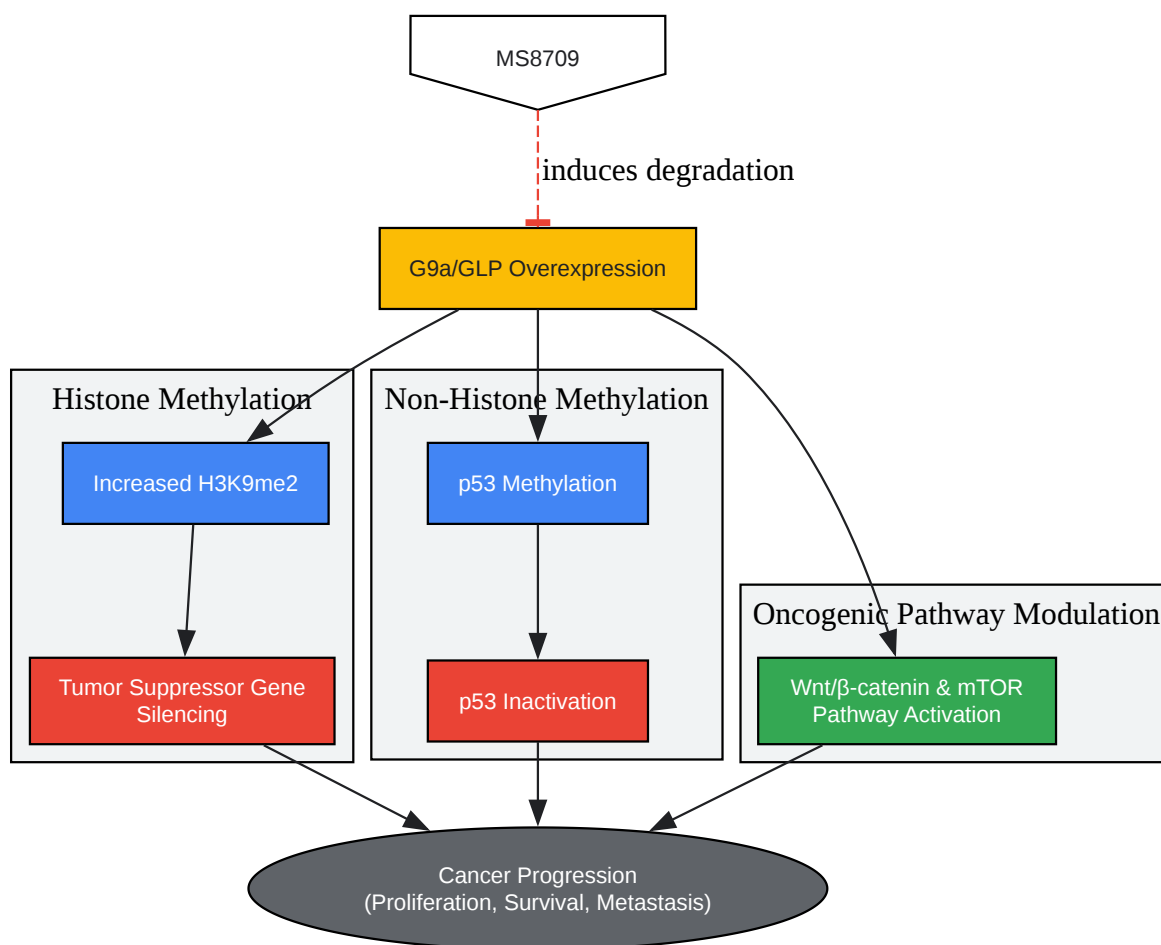 MS8709
induces degradation
G9a/GLP Overexpression
Histone Methylation
Non-Histone Methylation
Increased H3K9me2
p53 Methylation
Oncogenic Pathway Modulation
Tumor Suppressor Gene
Silencing
p53 Inactivation
Wnt/β-catenin & mTOR
Pathway Activation
Cancer Progression
(Proliferation, Survival, Metastasis)